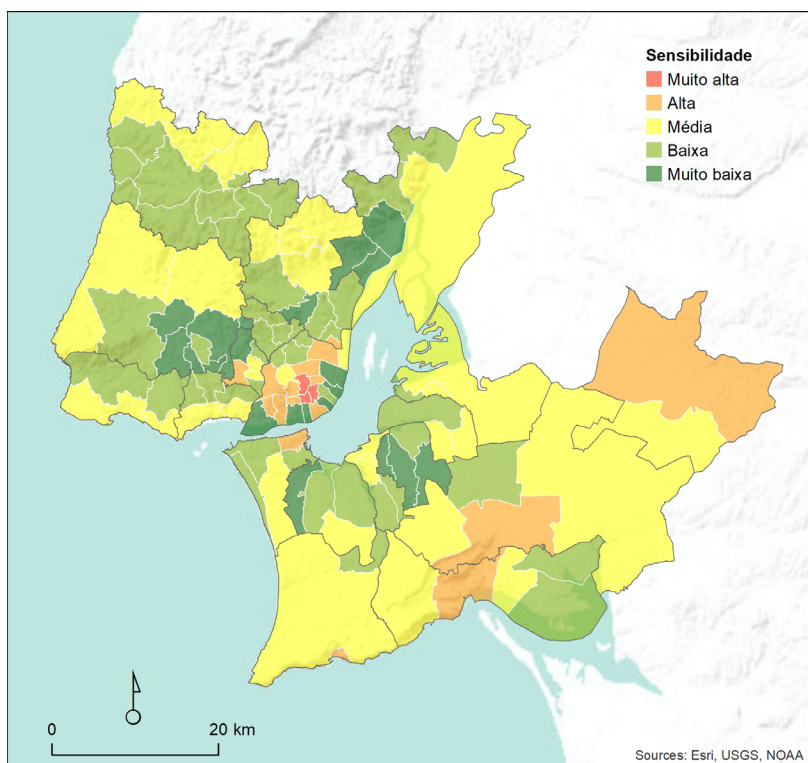 Sensibilidade
Muito alta
Alta
Média
Baixa
Muito baixa
0 20 km
Sources: Esri, USGS, NOAA